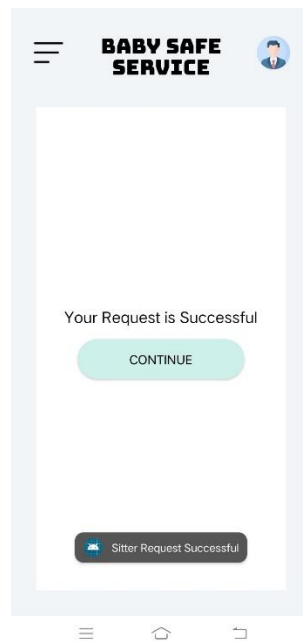 BABY SAFE
SERVICE
Your Request is Successful
CONTINUE
Sitter Request Successful